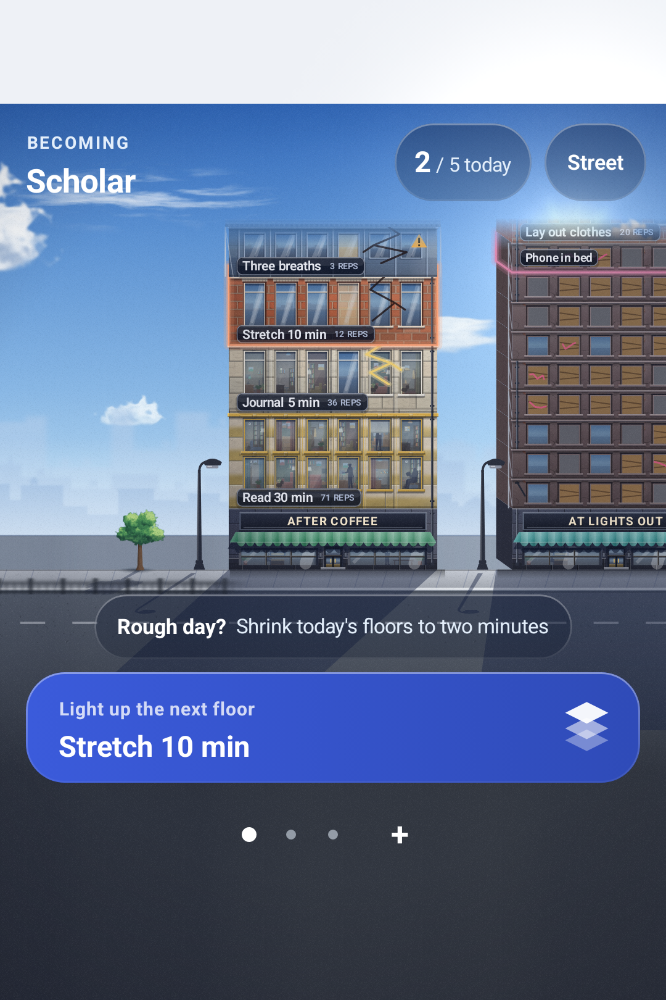 BECOMING
Scholar
2 / 5 today
Street
Three breaths 3 REPS
Stretch 10 min 12 REPS
Journal 5 min 36 REPS
Read 30 min 71 REPS
AFTER COFFEE
Lay out clothes 20 REPS
Phone in bed
AT LIGHTS OUT
Rough day? Shrink today's floors to two minutes
Light up the next floor
Stretch 10 min